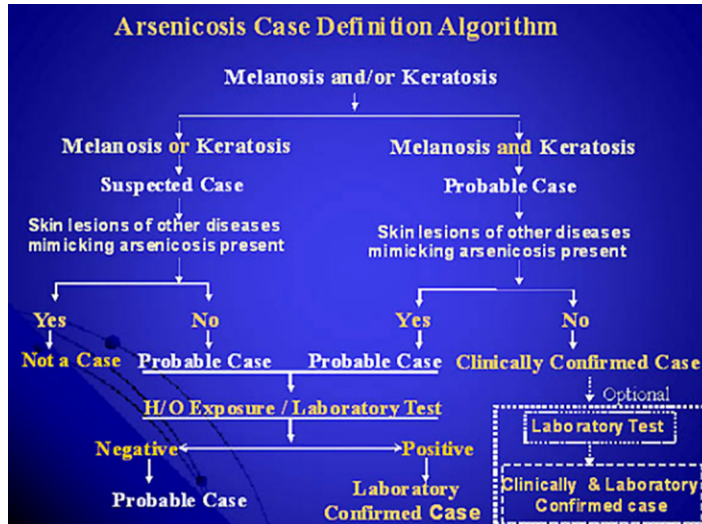 Arsenicosis Case Definition Algorithm
Melanosis and/or Keratosis
Melanosis or Keratosis
Melanosis and Keratosis
Suspected Case
Probable Case
Skin lesions of other diseases
mimicking arsenicosis present
Skin lesions of other diseases
mimicking arsenicosis present
Yes
No
Yes
No
Not a Case
Probable Case
Probable Case
Clinically Confirmed Case
Optional
H/O Exposure / Laboratory Test
Laboratory Test
Negative
Positive
Probable Case
Laboratory
Confirmed Case
Clinically & Laboratory
Confirmed case